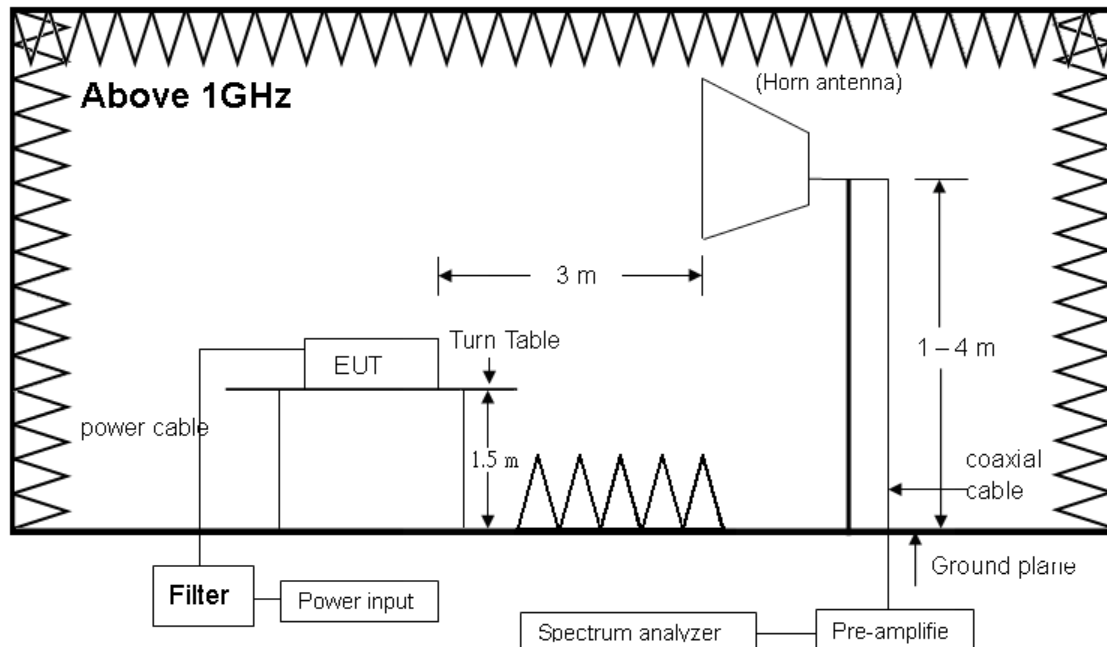 Above 1GHz
(Horn antenna)
3 m
Turn Table
EUT
1 – 4 m
power cable
1.5 m
coaxial
cable
Ground plane
Filter
Power input
Spectrum analyzer
Pre-amplifie